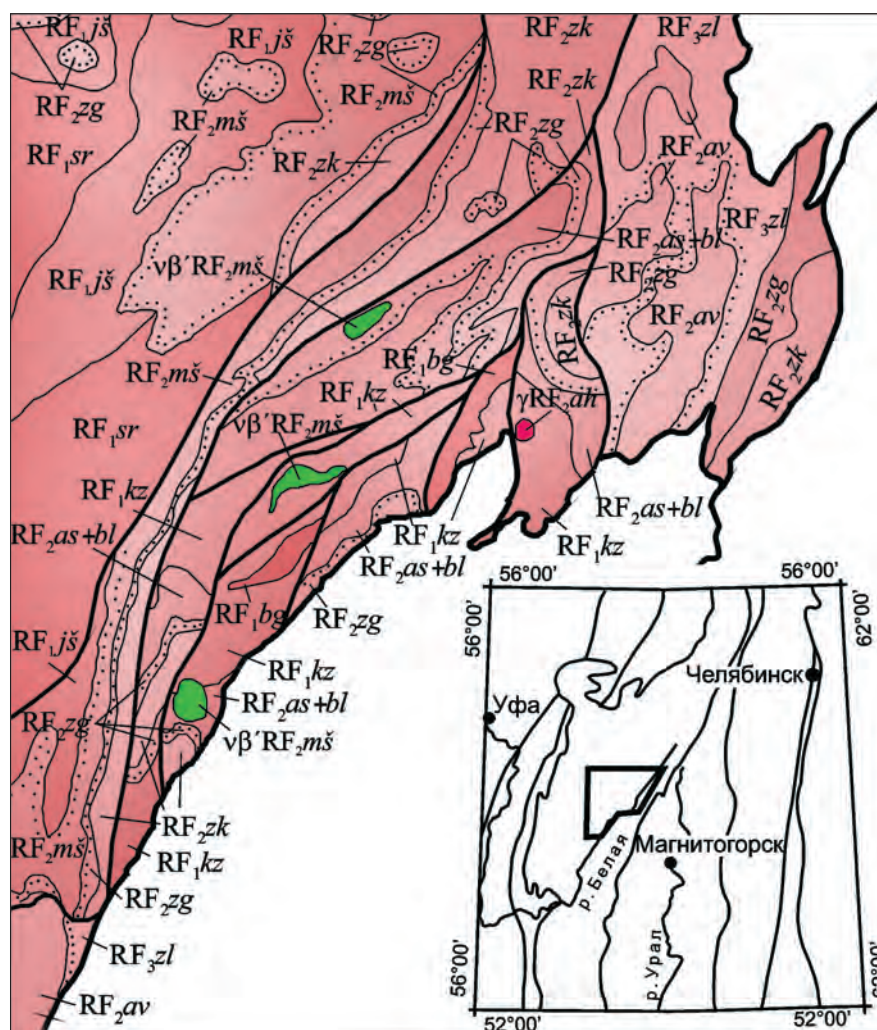 RF₁jš
RF₁jš
RF₂zg
RF₂zk
RF₃zl
RF₂zg
RF₂mš
RF₂zk
RF₂mš
RF₂zg
RF₁sr
RF₂zk
RF₂av
RF₃zl
RF₂as+bl
νβ′RF₂mš
RF₂zg
RF₁jš
RF₂zk
RF₂av
RF₂zg
RF₂mš
RF₁bg
RF₂zk
RF₁kz
γRF₂ah
RF₁sr
νβ′RF₂mš
RF₁kz
RF₂as+bl
RF₂as+bl
RF₁kz
RF₁kz
RF₂as+bl
RF₁bg
RF₂zg
RF₁jš
RF₁kz
RF₂as+bl
RF₂zg
νβ′RF₂mš
RF₂zk
RF₂mš
RF₁kz
RF₂zg
RF₃zl
RF₂av
56°00'
56°00'
56°00'
62°00'
Челябинск
Уфа
Магнитогорск
р. Белая
р. Урал
56°00'
52°00'
52°00'